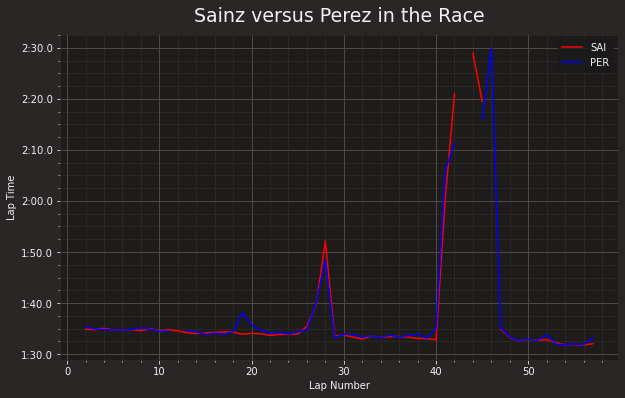 Sainz versus Perez in the Race
2:30.0
2:20.0
2:10.0
2:00.0
1:50.0
1:40.0
1:30.0
Lap Time
SAI
PER
0 10 20 30 40 50
Lap Number